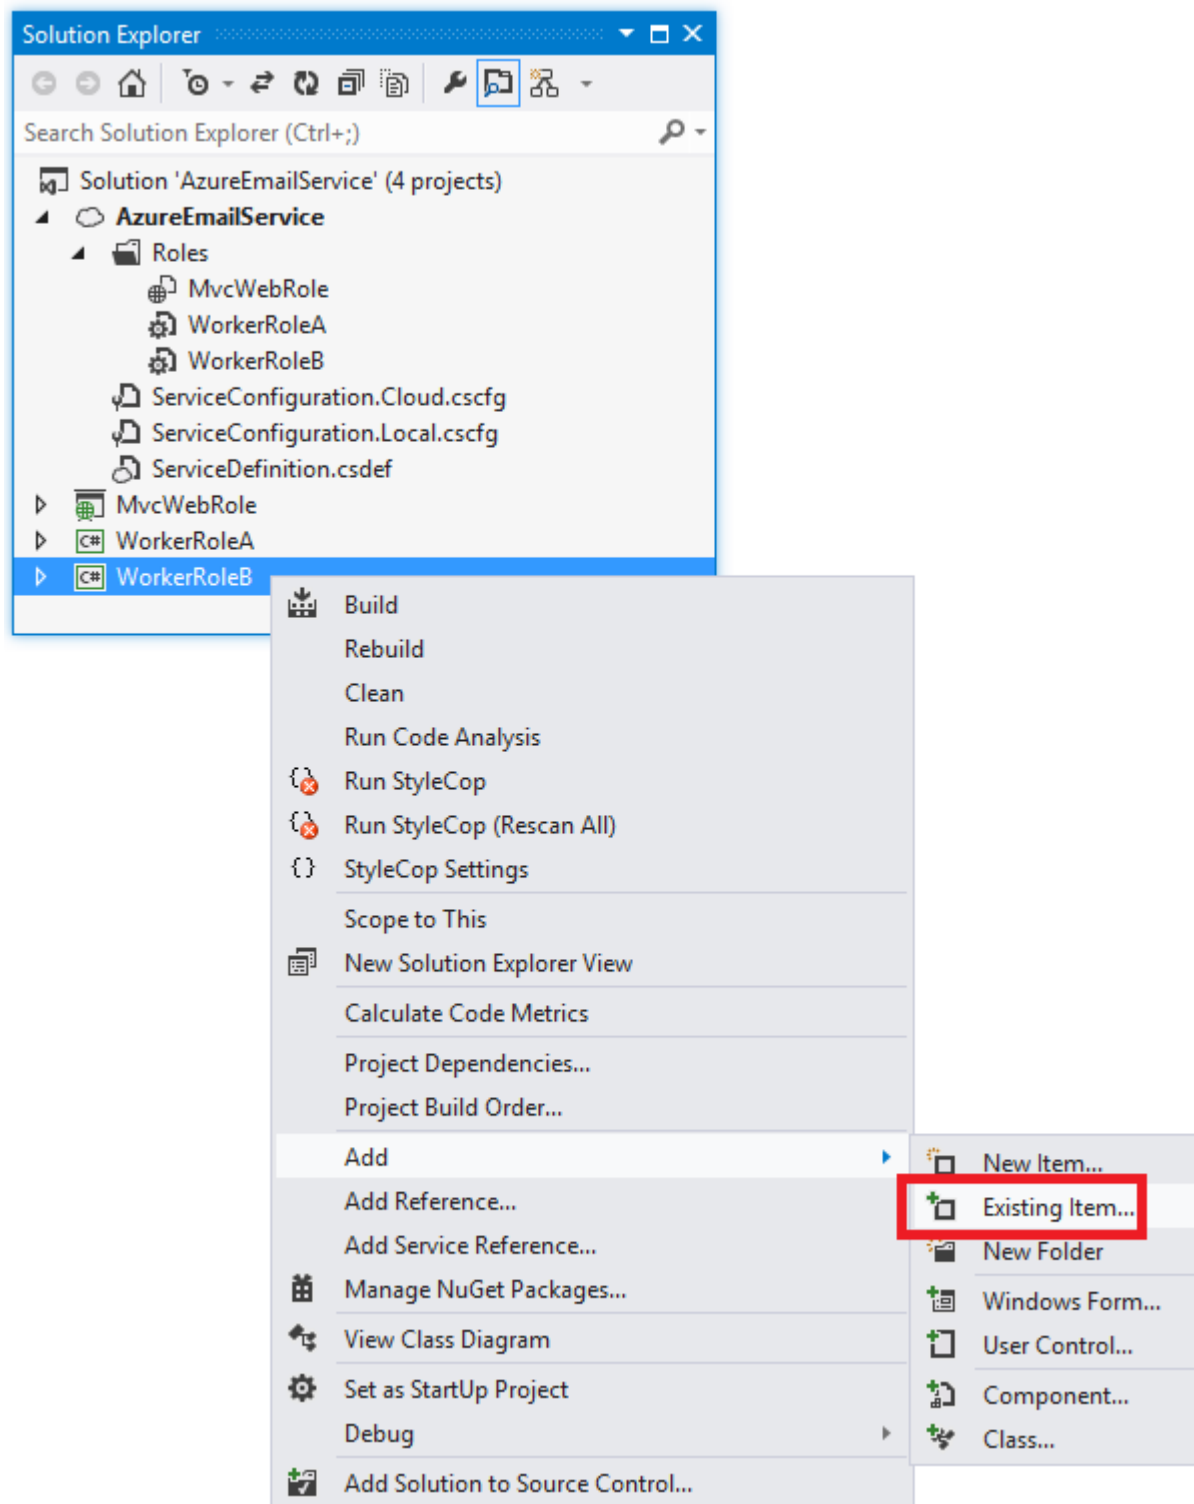 Solution Explorer
Search Solution Explorer (Ctrl+;)
Solution 'AzureEmailService' (4 projects)
AzureEmailService
Roles
MvcWebRole
WorkerRoleA
WorkerRoleB
ServiceConfiguration.Cloud.cscfg
ServiceConfiguration.Local.cscfg
ServiceDefinition.csdef
MvcWebRole
C# WorkerRoleA
C# WorkerRoleB
Build
Rebuild
Clean
Run Code Analysis
Run StyleCop
Run StyleCop (Rescan All)
{} StyleCop Settings
Scope to This
New Solution Explorer View
Calculate Code Metrics
Project Dependencies...
Project Build Order...
Add
Add Reference...
Add Service Reference...
Manage NuGet Packages...
View Class Diagram
Set as StartUp Project
Debug
Add Solution to Source Control...
New Item...
Existing Item...
New Folder
Windows Form...
User Control...
Component...
Class...